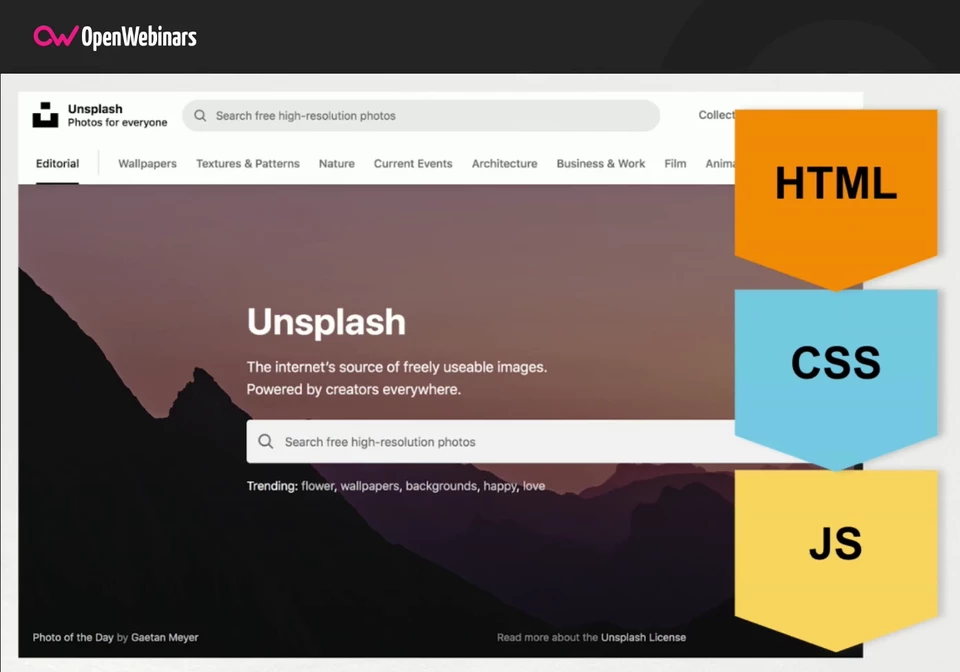 OpenWebinars
Unsplash
Photos for everyone
Search free high-resolution photos
Collect
Editorial
Wallpapers
Textures & Patterns
Nature
Current Events
Architecture
Business & Work
Film
Anima
HTML
Unsplash
The internet's source of freely useable images.
Powered by creators everywhere.
CSS
Search free high-resolution photos
Trending: flower, wallpapers, backgrounds, happy, love
JS
Photo of the Day by Gaetan Meyer
Read more about the Unsplash License